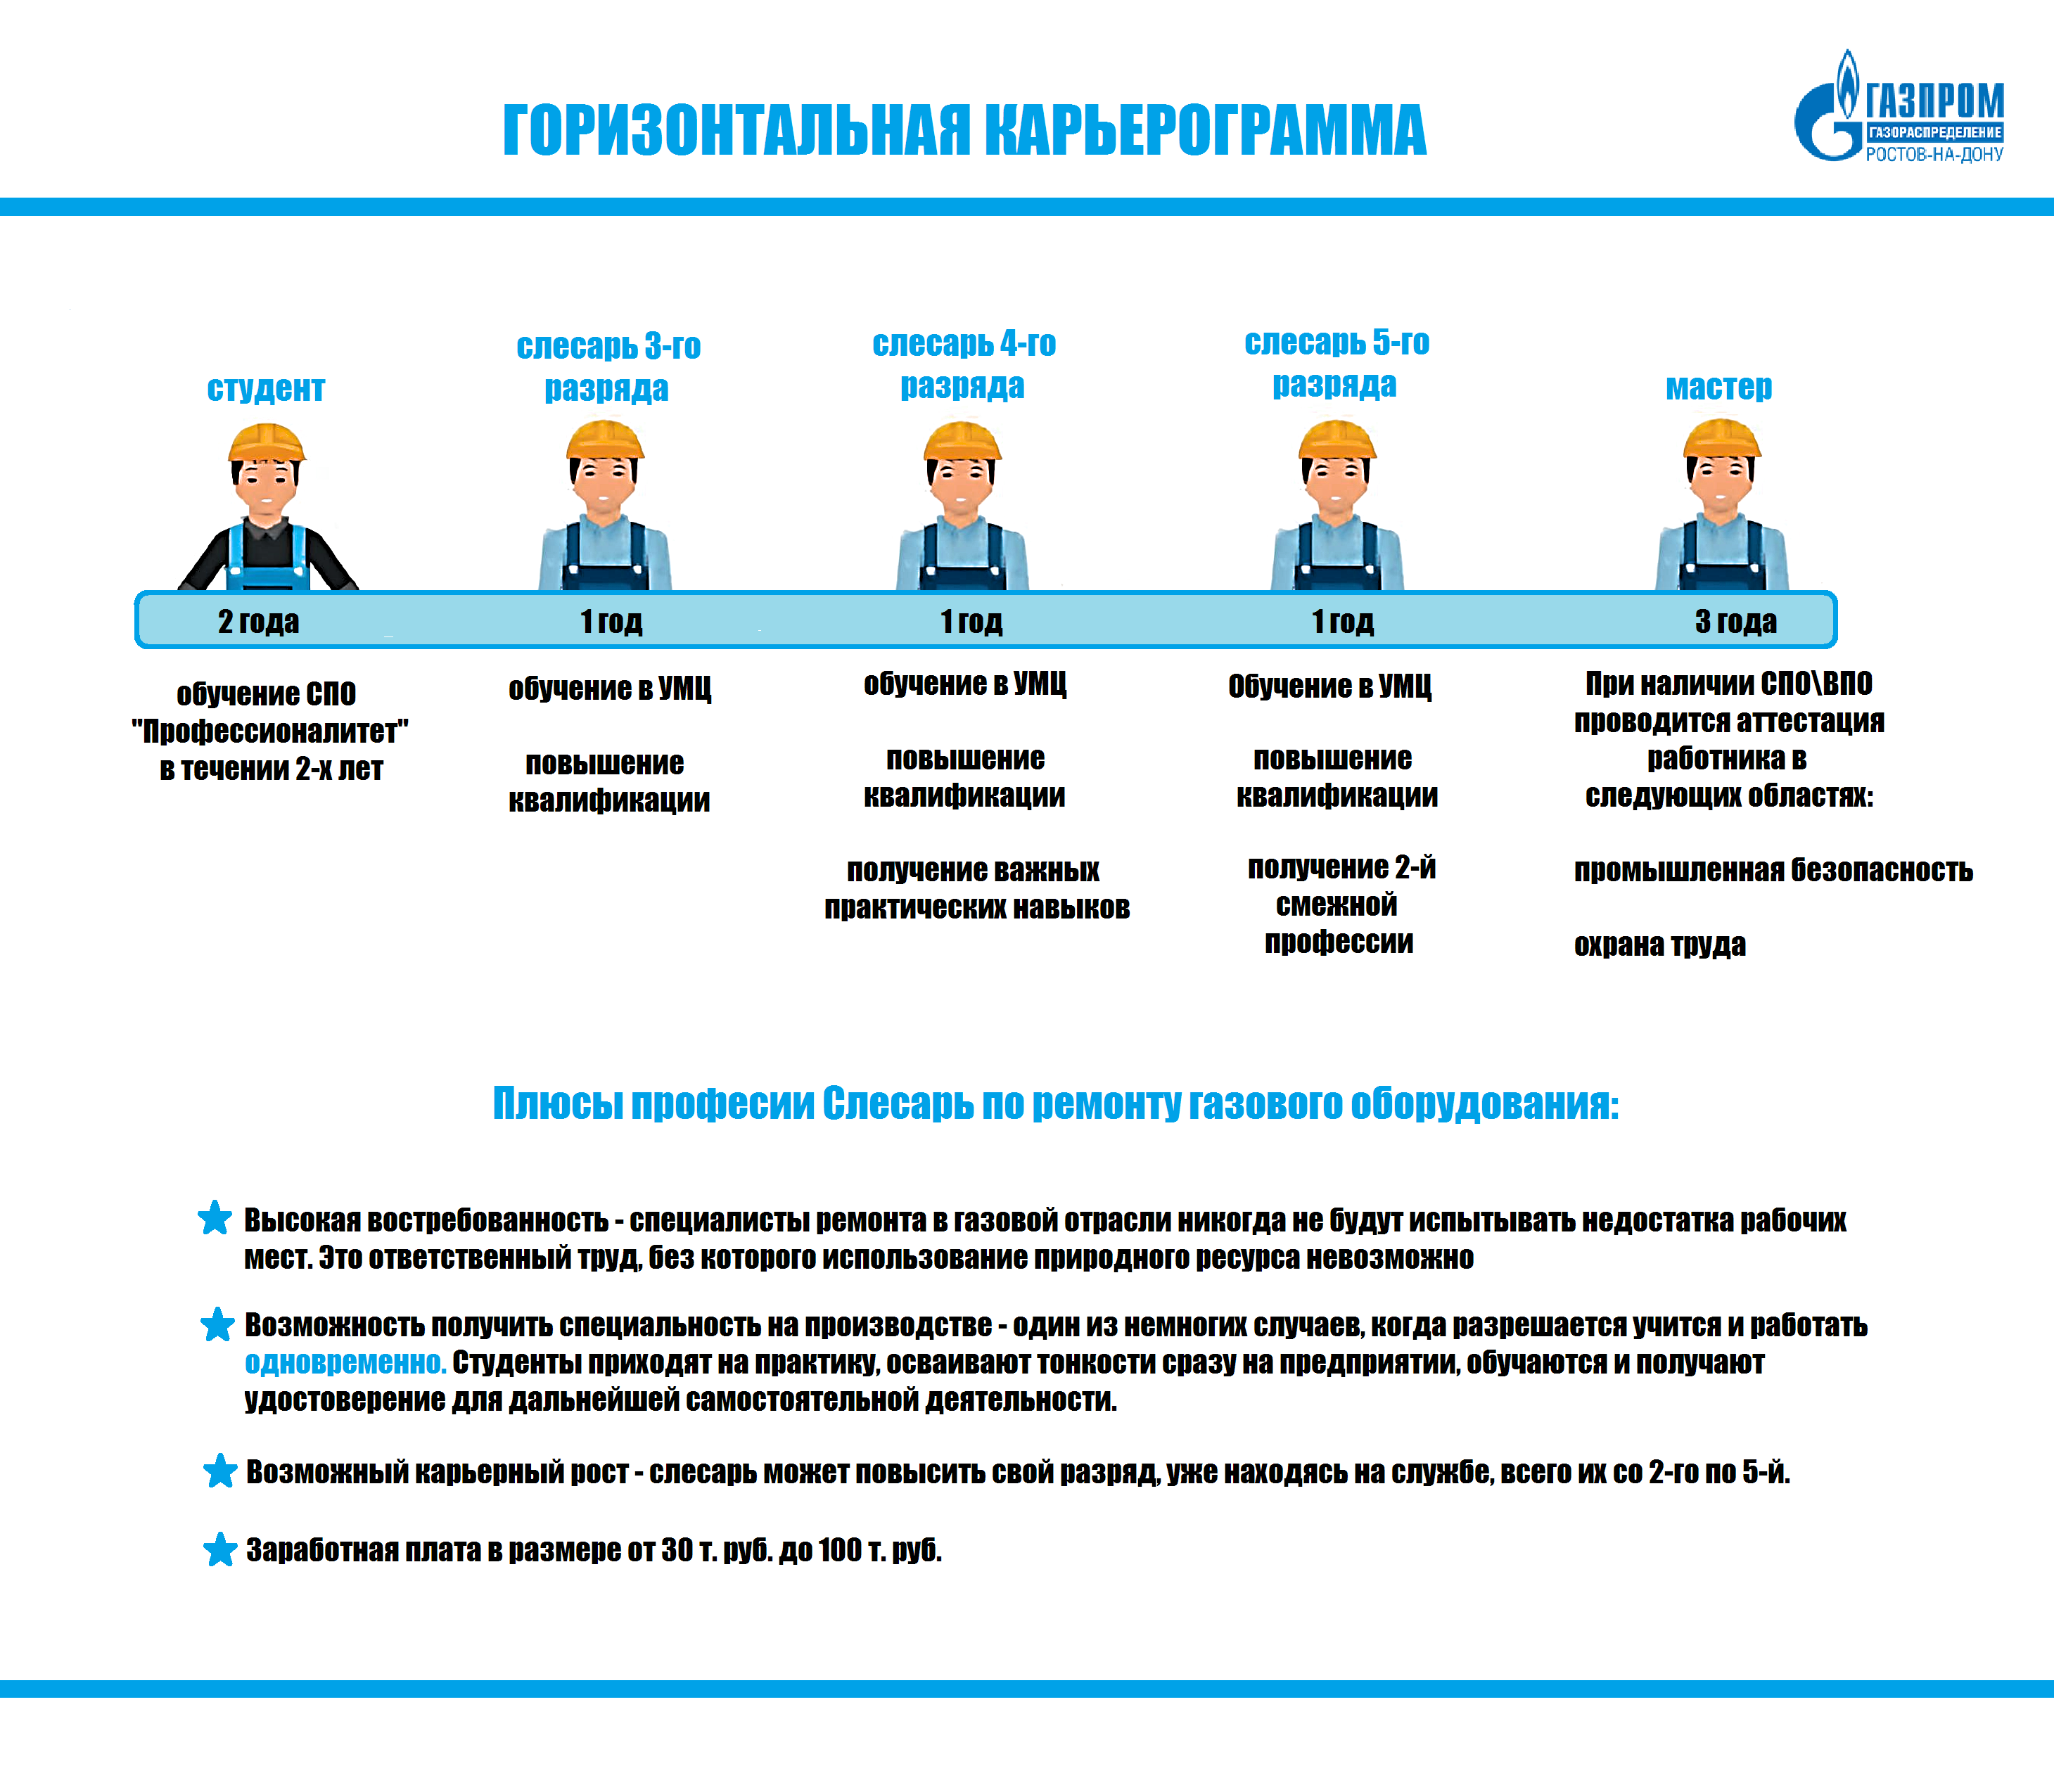 ГОРИЗОНТАЛЬНАЯ КАРЬЕРОГРАММА
ГАЗПРОМ
ГАЗОРАСПРЕДЕЛЕНИЕ
РОСТОВ-НА-ДОНУ
студент
слесарь 3-го
разряда
слесарь 4-го
разряда
слесарь 5-го
разряда
мастер
2 года
1 год
1 год
1 год
3 года
обучение СПО
"Профессионалитет"
в течении 2-х лет
обучение в УМЦ
повышение
квалификации
обучение в УМЦ
повышение
квалификации
получение важных
практических навыков
Обучение в УМЦ
повышение
квалификации
получение 2-й
смежной
профессии
При наличии СПО\ВПО
проводится аттестация
работника в
следующих областях:
промышленная безопасность
охрана труда
Плюсы професии Слесарь по ремонту газового оборудования:
Высокая востребованность - специалисты ремонта в газовой отрасли никогда не будут испытывать недостатка рабочих
мест. Это ответственный труд, без которого использование природного ресурса невозможно
Возможность получить специальность на производстве - один из немногих случаев, когда разрешается учится и работать
одновременно. Студенты приходят на практику, осваивают тонкости сразу на предприятии, обучаются и получают
удостоверение для дальнейшей самостоятельной деятельности.
Возможный карьерный рост - слесарь может повысить свой разряд, уже находясь на службе, всего их со 2-го по 5-й.
Заработная плата в размере от 30 т. руб. до 100 т. руб.